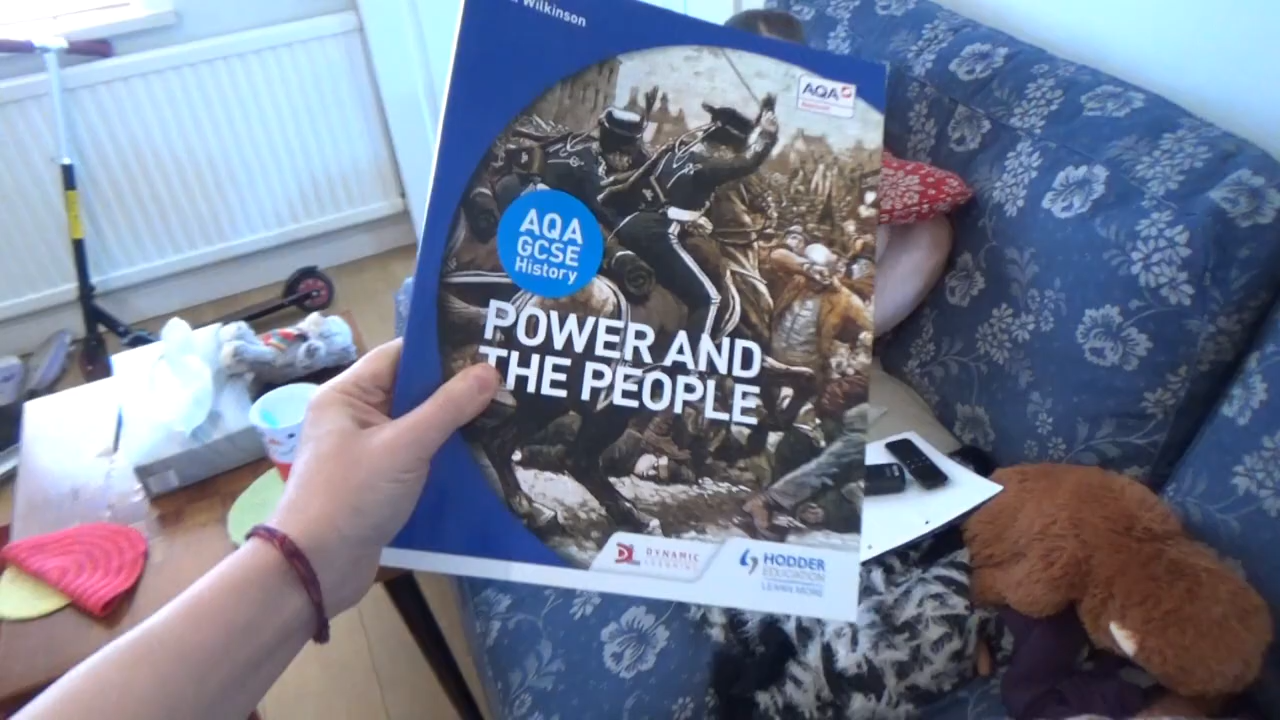 Wilkinson
AQA
AQA
GCSE
History
POWER AND
THE PEOPLE
DYNAMIC
LEARNING
HODDER
EDUCATION
LEARN MORE